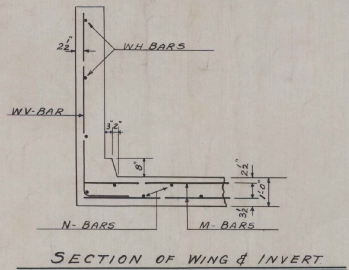 WH BARS
2½"
WV-BAR
3½"
8"
2½"
1'-0"
3½"
N-BARS
M-BARS
SECTION OF WING & INVERT